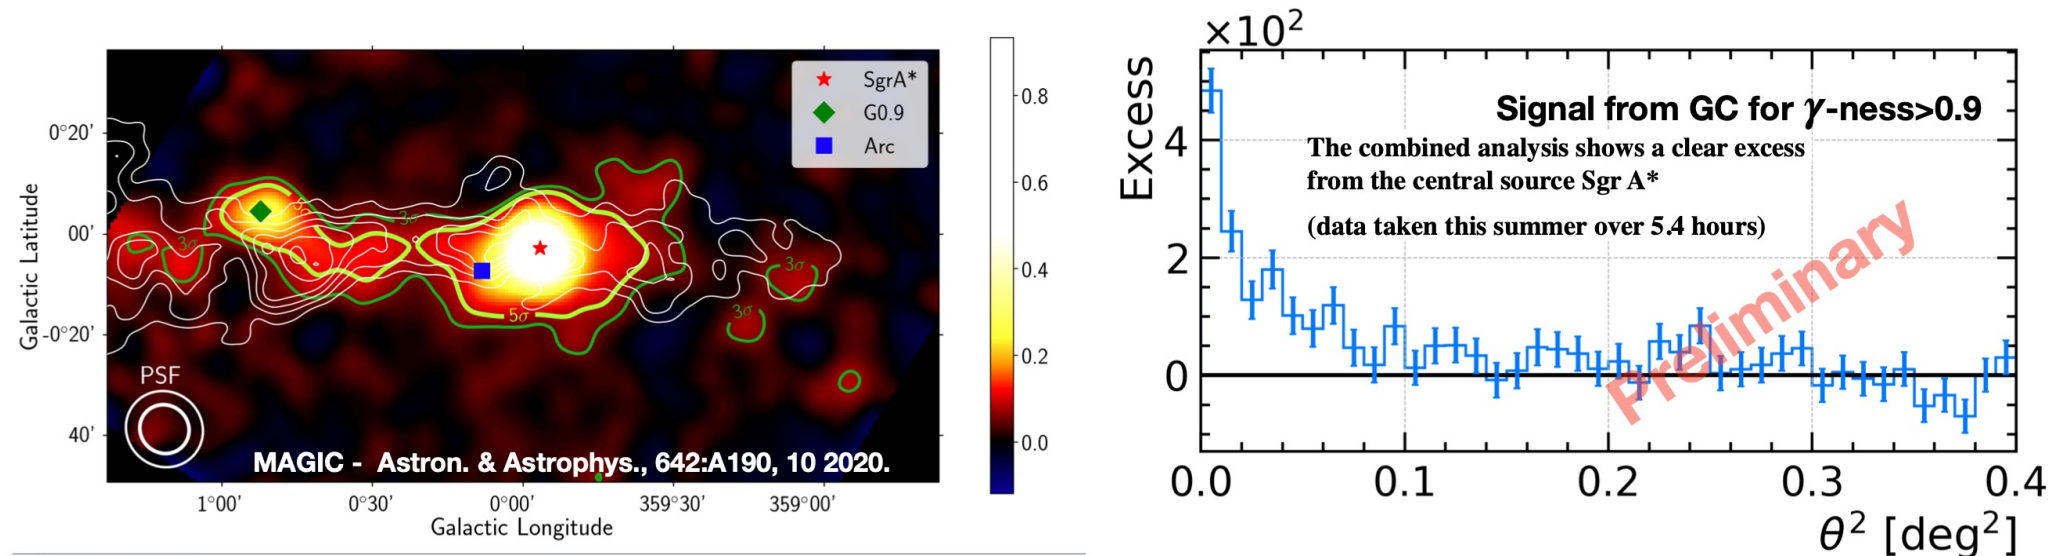 SgrA*
G0.9
Arc
0°20'
00'
-0°20'
40'
Galactic Latitude
3σ
5σ
3σ
3σ
5σ
3σ
3σ
PSF
MAGIC - Astron. & Astrophys., 642:A190, 10 2020.
1°00' 0°30' 0°00' 359°30' 359°00'
Galactic Longitude
0.8
0.6
0.4
0.2
0.0
×10²
Excess
4
2
0
Signal from GC for γ-ness>0.9
The combined analysis shows a clear excess
from the central source Sgr A*
(data taken this summer over 5.4 hours)
Preliminary
0.0 0.1 0.2 0.3 0.4
θ² [deg²]